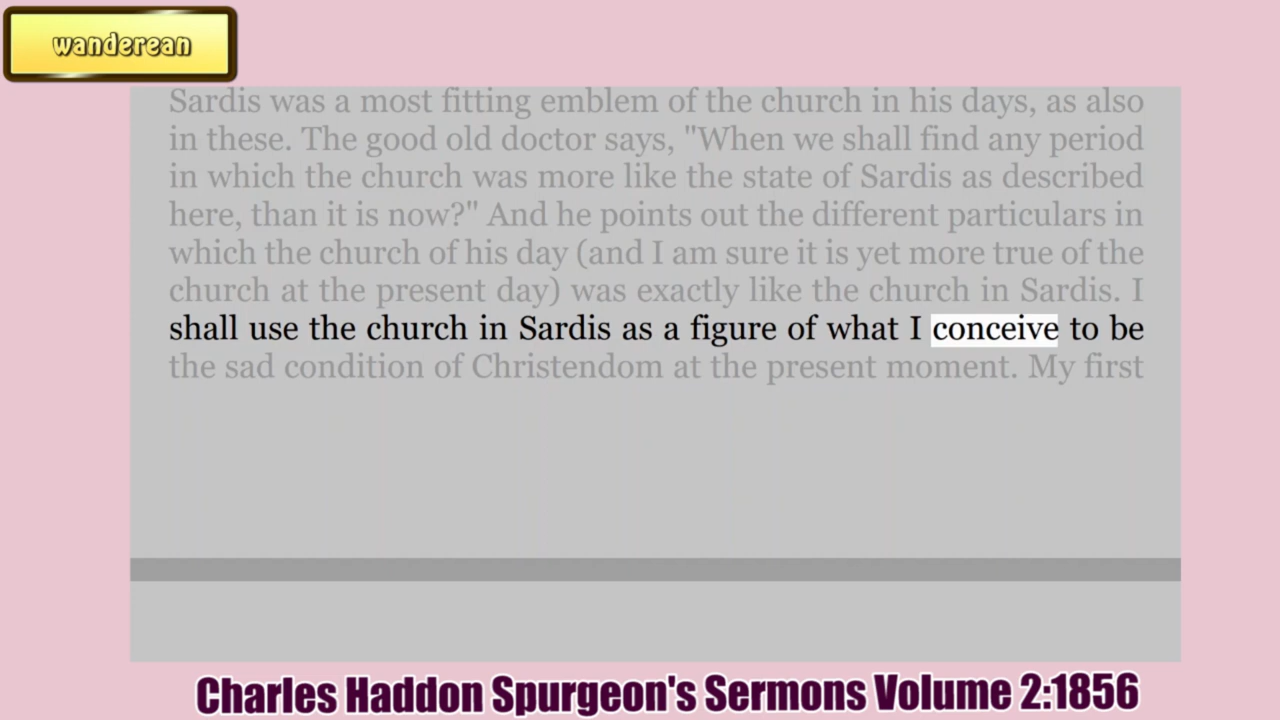 wanderean
Sardis was a most fitting emblem of the church in his days, as also
in these. The good old doctor says, "When we shall find any period
in which the church was more like the state of Sardis as described
here, than it is now?" And he points out the different particulars in
which the church of his day (and I am sure it is yet more true of the
church at the present day) was exactly like the church in Sardis. I
shall use the church in Sardis as a figure of what I conceive to be
the sad condition of Christendom at the present moment. My first
Charles Haddon Spurgeon's Sermons Volume 2:1856